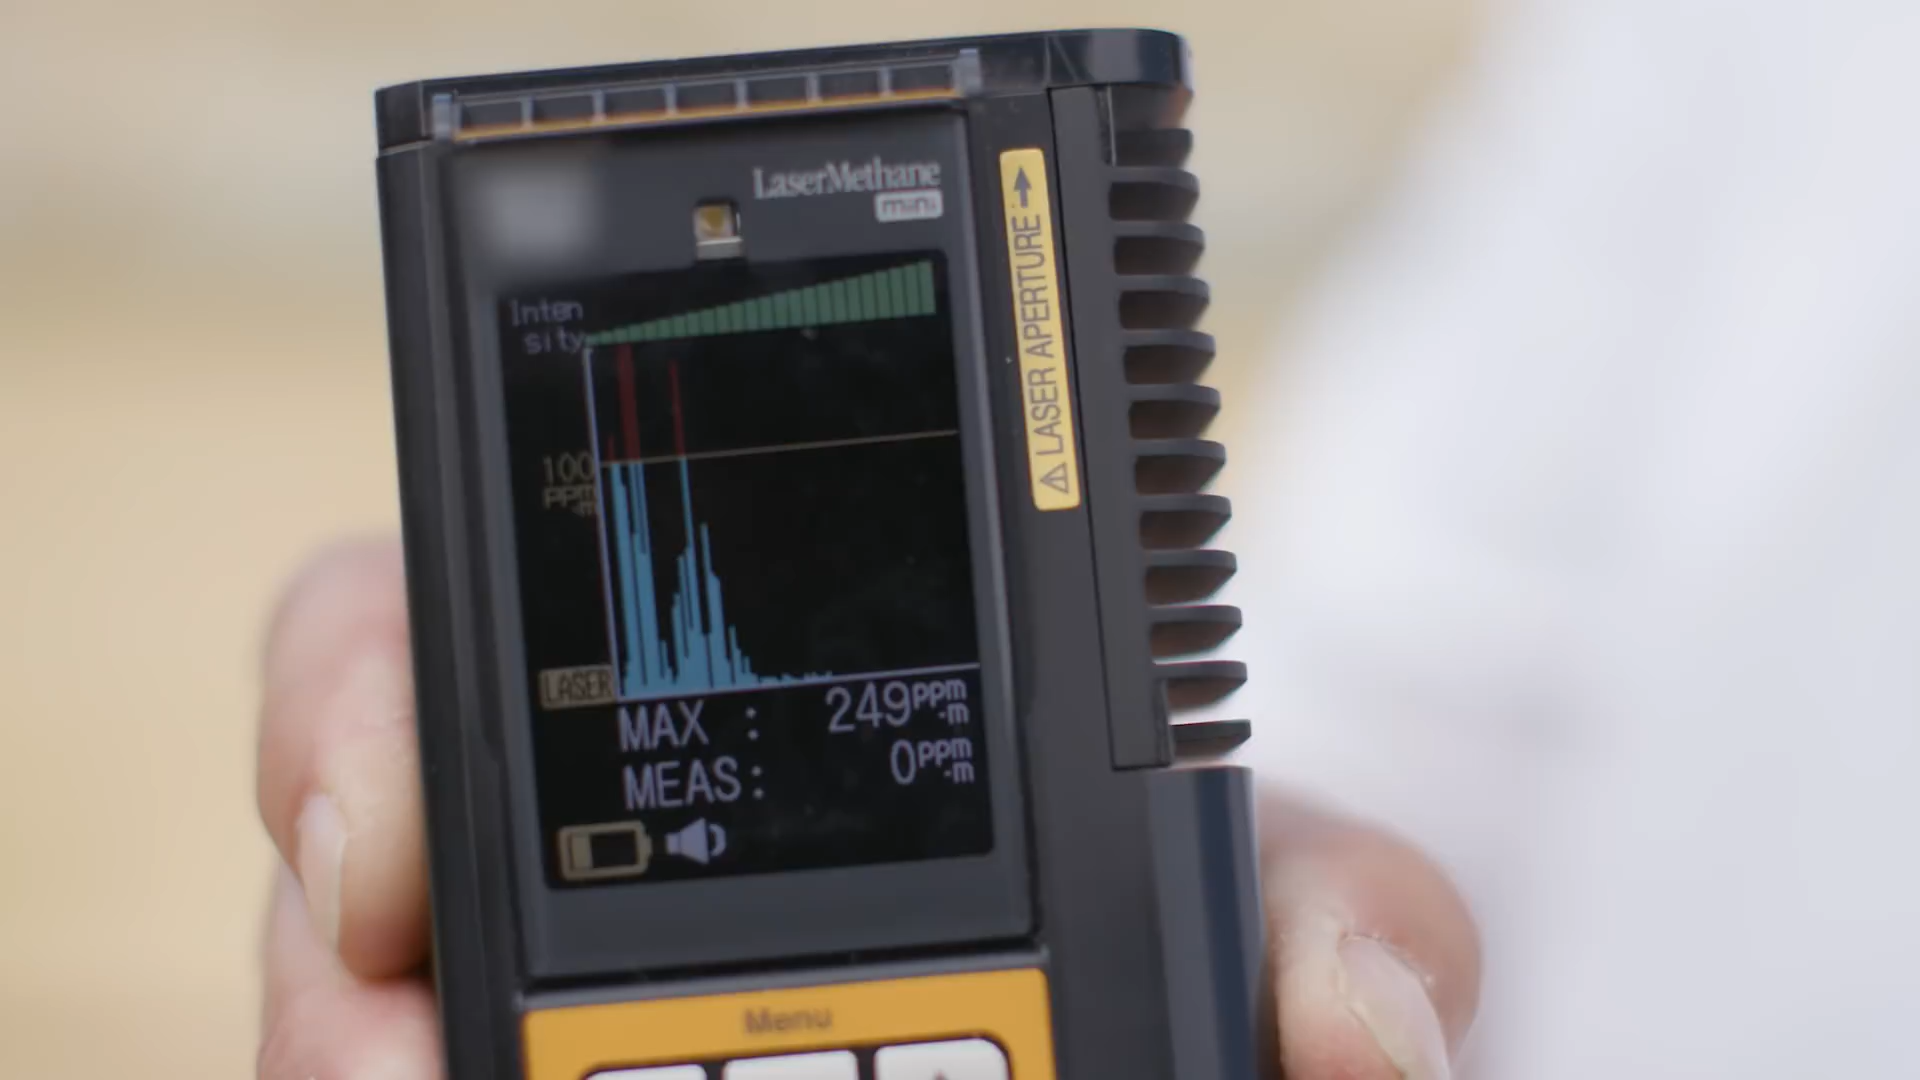 LaserMethane
mini
LASER APERTURE
Inten
sity
100
ppm
-m
LASER
MAX : 249ppm
-m
MEAS: 0ppm
-m
Menu